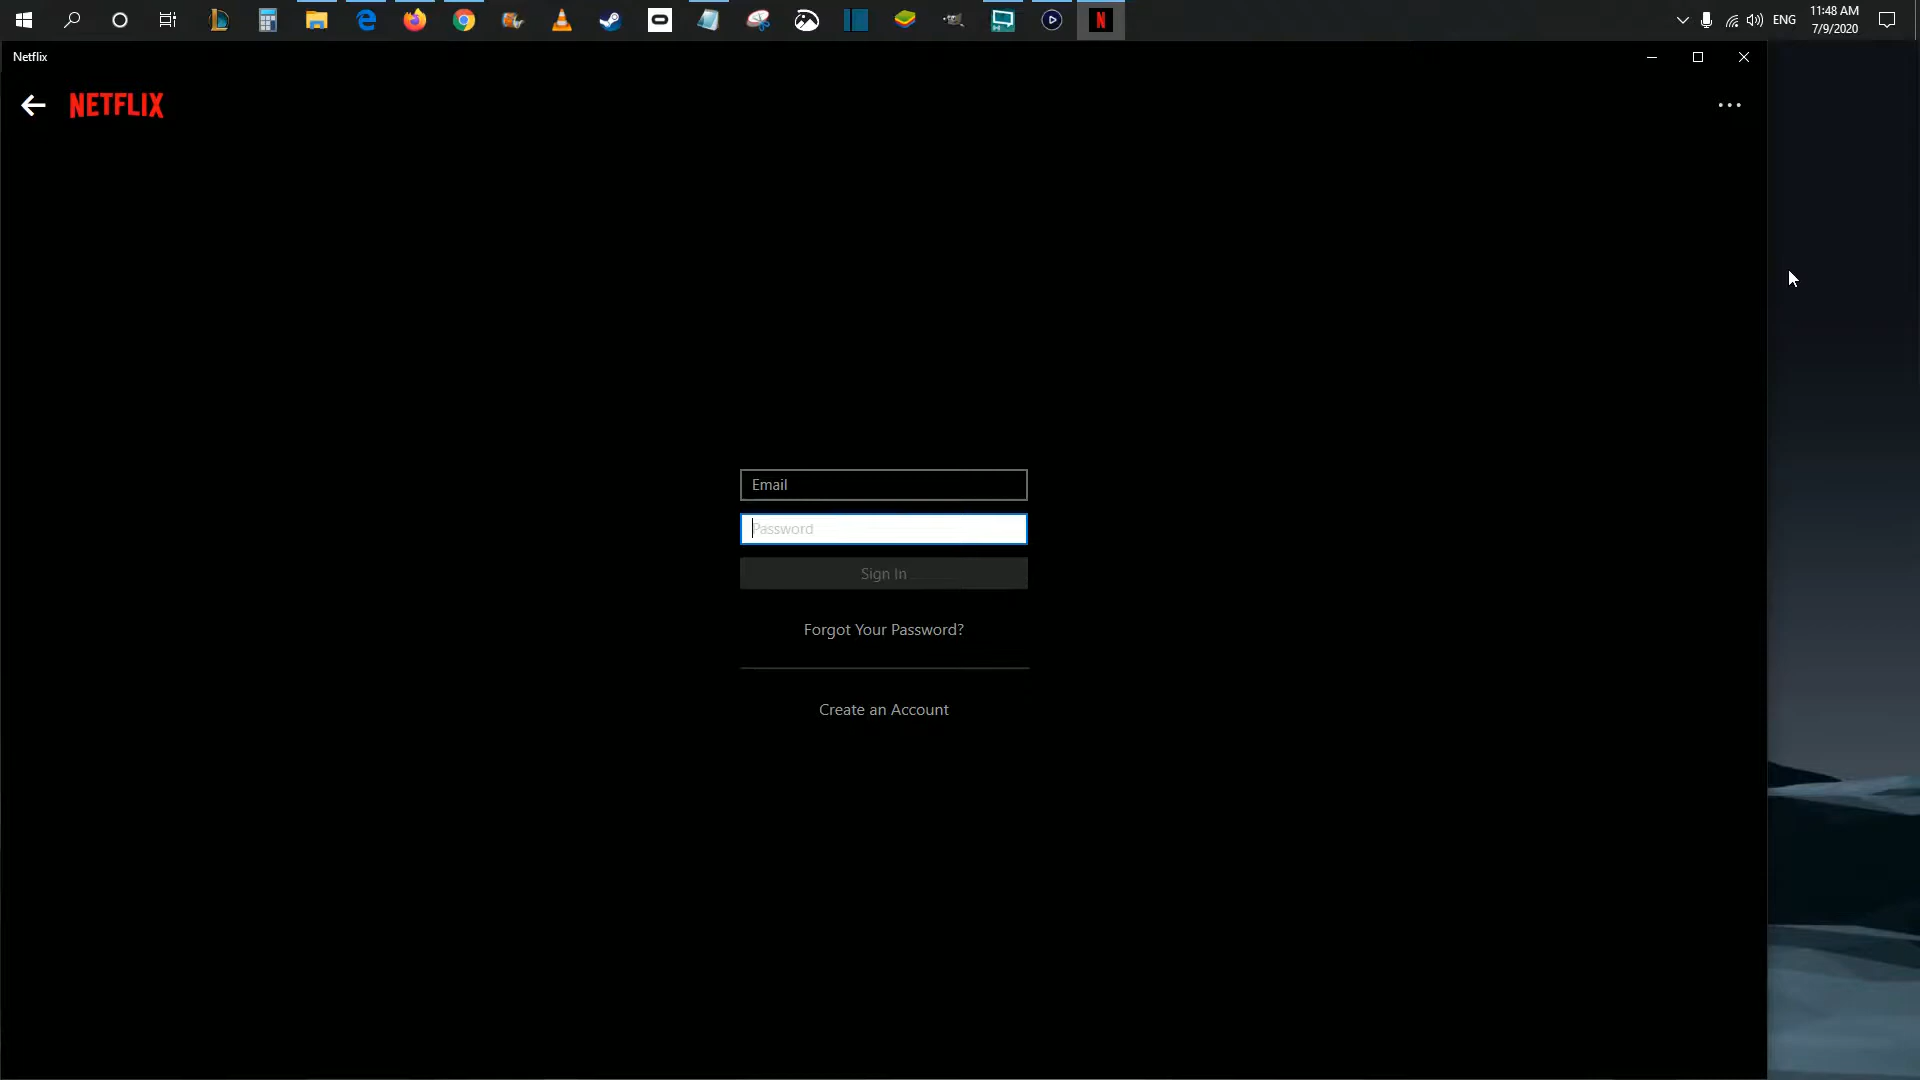 ENG
11:48 AM
7/9/2020
Netflix
NETFLIX
Email
Password
Sign In
Forgot Your Password?
Create an Account